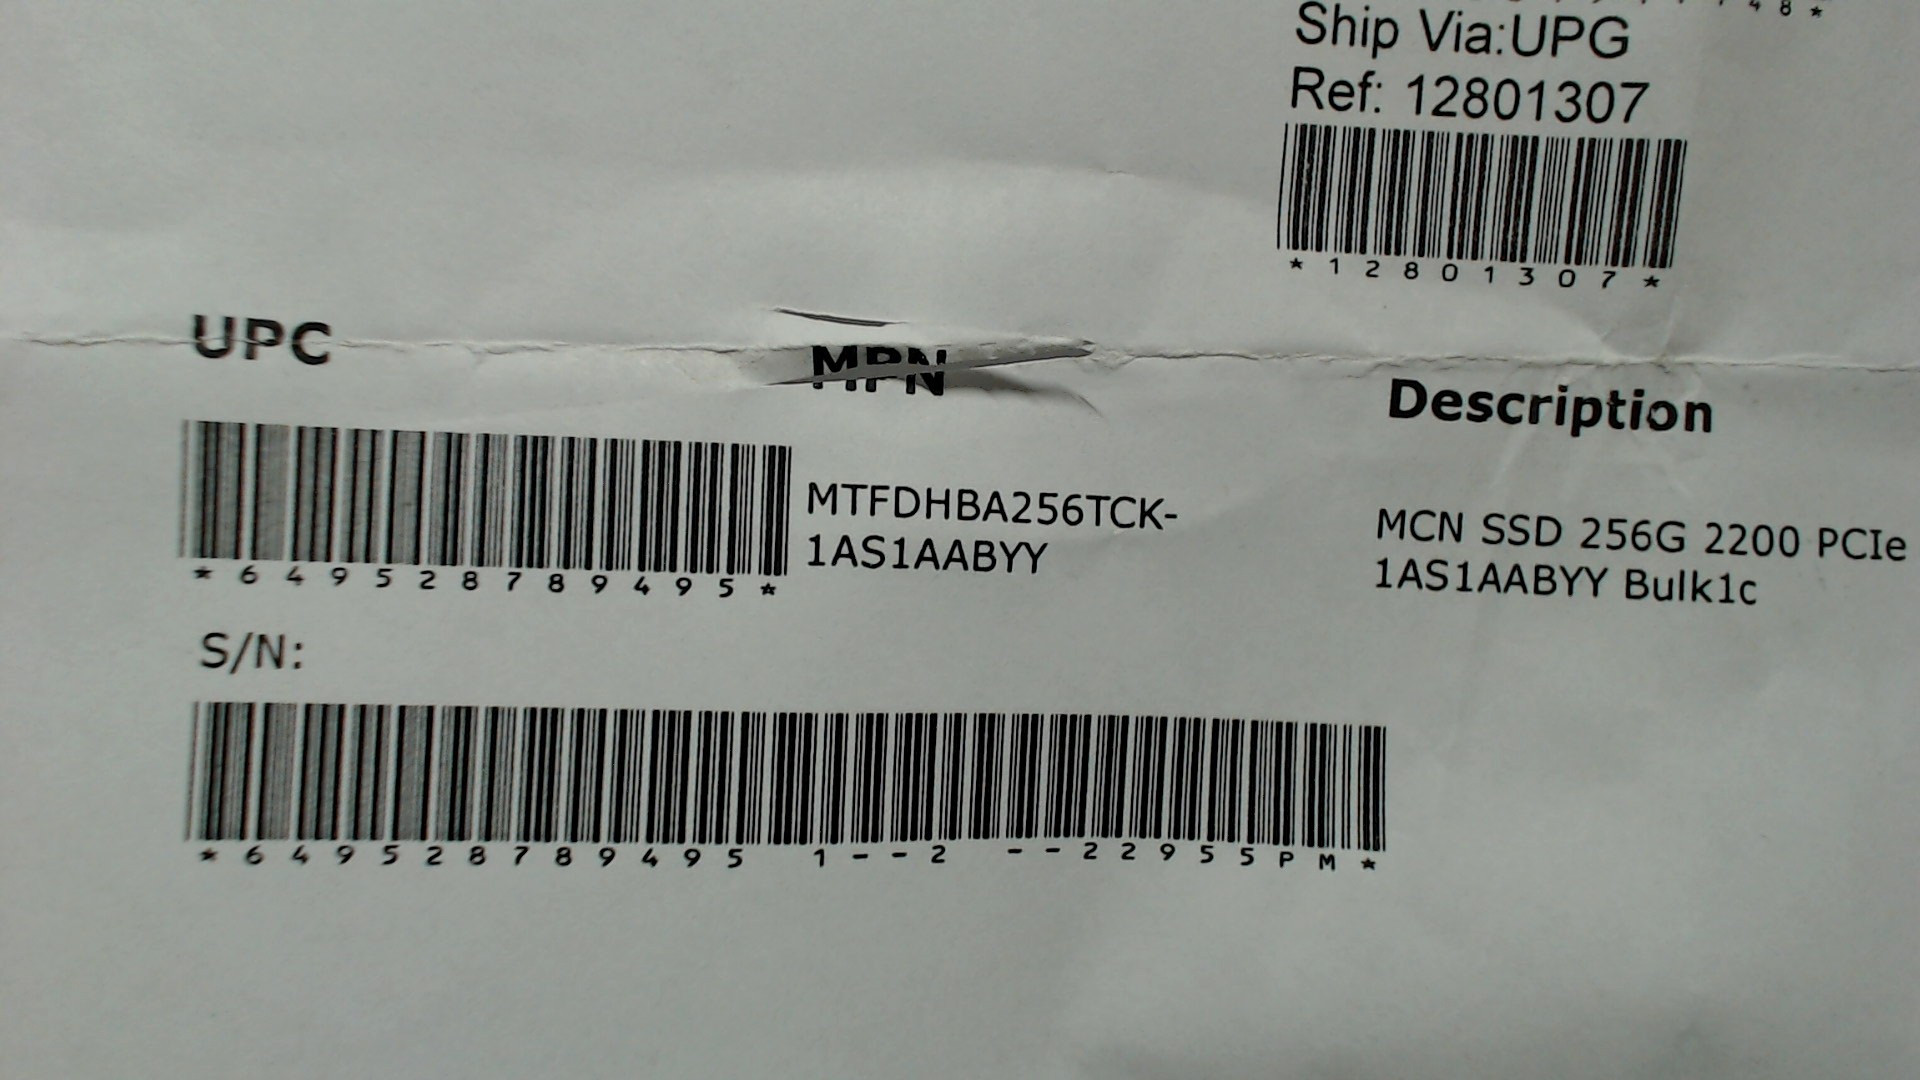 Ship Via:UPG
Ref: 12801307
*12801307*
UPC
MPN
Description
MTFDHBA256TCK-
1AS1AABYY
MCN SSD 256G 2200 PCIe
1AS1AABYY Bulk1c
*649528789495*
S/N:
*649528789495 1--2 --22955PM*